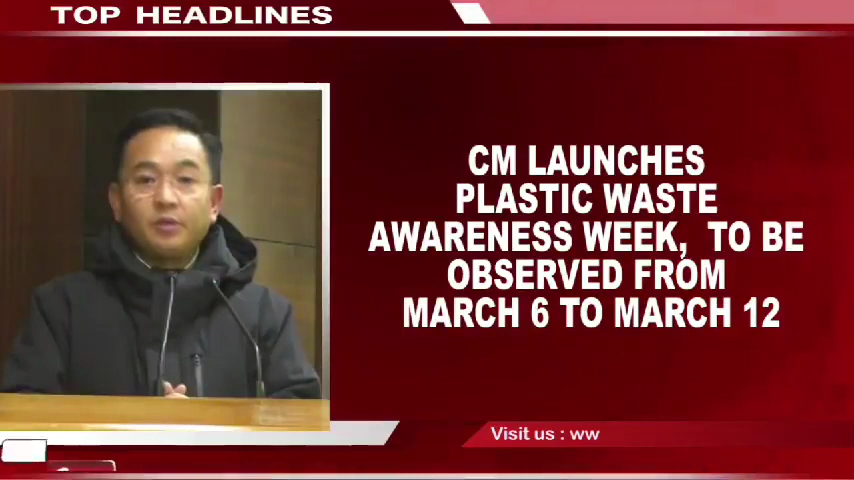 TOP HEADLINES
CM LAUNCHES
PLASTIC WASTE
AWARENESS WEEK, TO BE
OBSERVED FROM
MARCH 6 TO MARCH 12
Visit us : ww